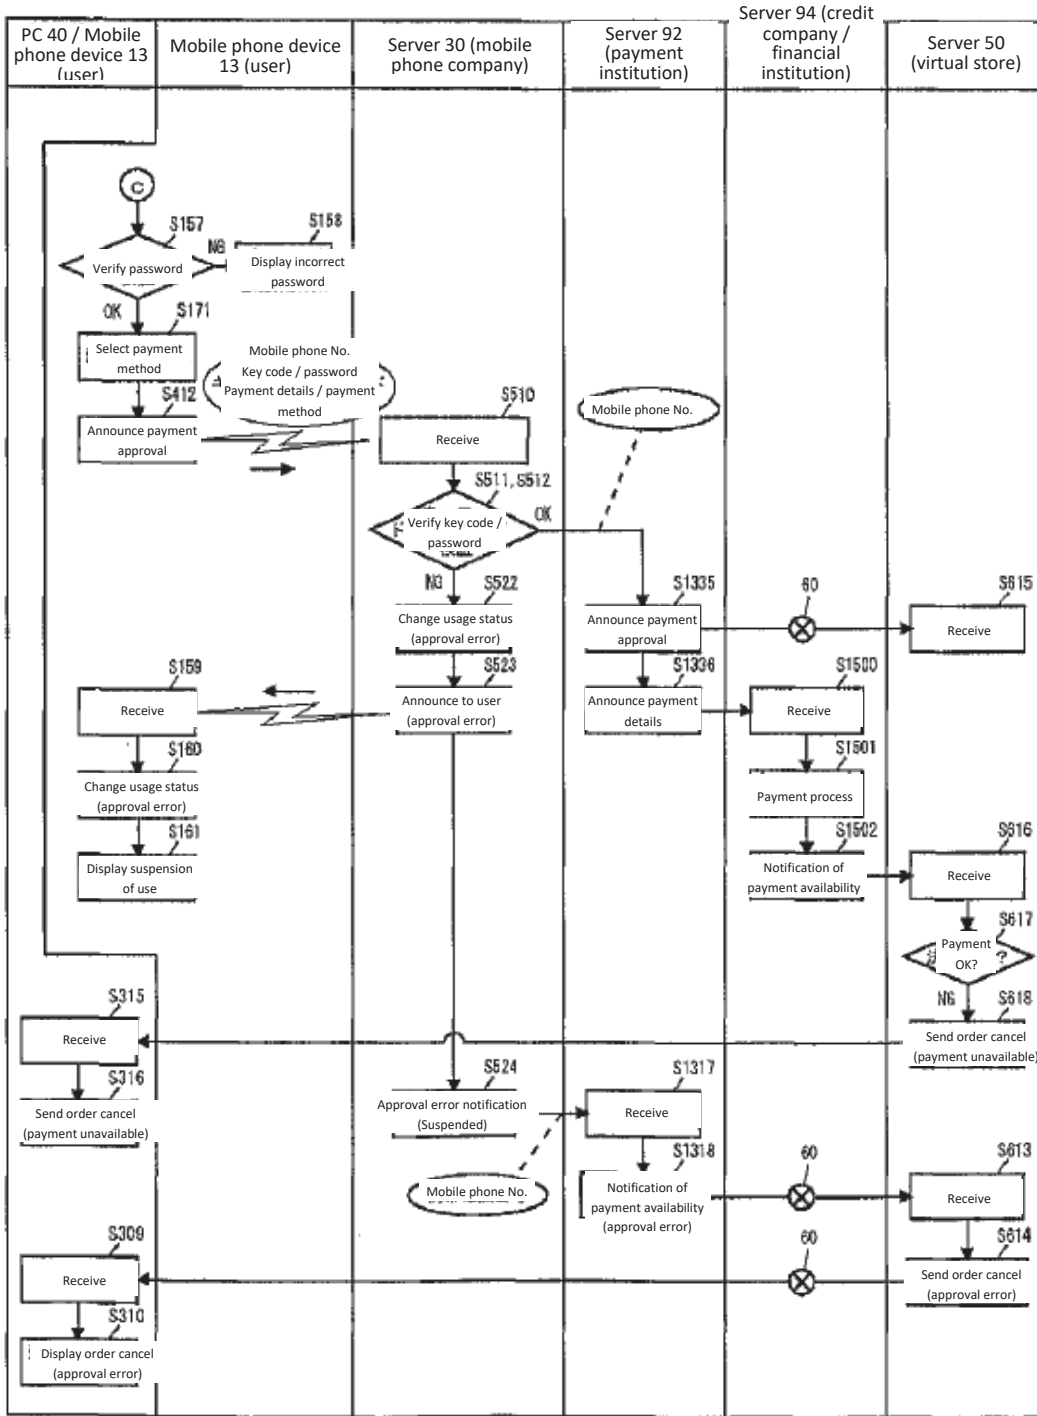 PC 40 / Mobile
phone device 13
(user)
Mobile phone device
13 (user)
Server 30 (mobile
phone company)
Server 92
(payment
institution)
Server 94 (credit
company /
financial
institution)
Server 50
(virtual store)
C
S157
Verify password
NG
S158
Display incorrect
password
OK
S171
Select payment
method
Mobile phone No.
Key code / password
Payment details / payment
method
S412
Announce payment
approval
S510
Receive
Mobile phone No.
S511, S512
Verify key code /
password
OK
NG
S522
Change usage status
(approval error)
S1335
Announce payment
approval
60
S615
Receive
S523
Announce to user
(approval error)
S159
Receive
S1336
Announce payment
details
S1500
Receive
S160
Change usage status
(approval error)
S1501
Payment process
S161
Display suspension
of use
S1502
Notification of
payment availability
S616
Receive
S617
Payment
OK?
?
NG
S618
Send order cancel
(payment unavailable)
S315
Receive
S316
Send order cancel
(payment unavailable)
S524
Approval error notification
(Suspended)
S1317
Receive
Mobile phone No.
S1318
Notification of
payment availability
(approval error)
60
S613
Receive
S309
Receive
60
S614
Send order cancel
(approval error)
S310
Display order cancel
(approval error)